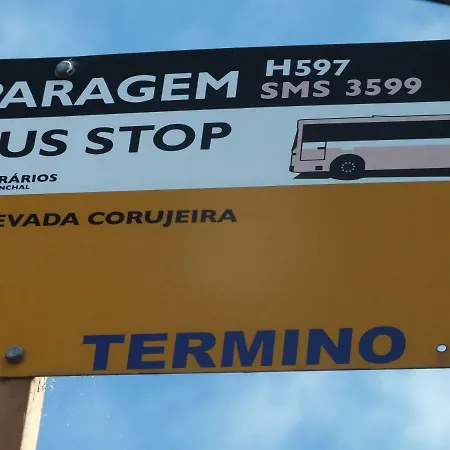 PARAGEM H597
SMS 3599
US STOP
RÁRIOS
NCHAL
EVADA CORUJEIRA
TERMINO